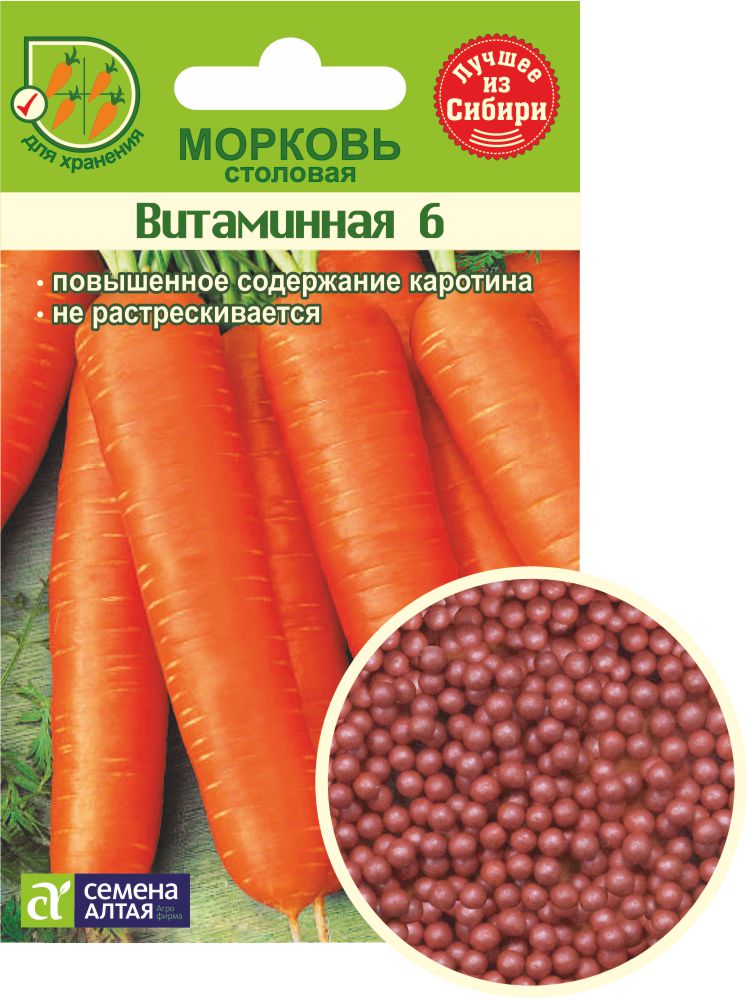 для хранения
Лучшее
из
Сибири
МОРКОВЬ
столовая
Витаминная 6
• повышенное содержание каротина
• не растрескивается
семена
АЛТАЯ
Агро
фирма